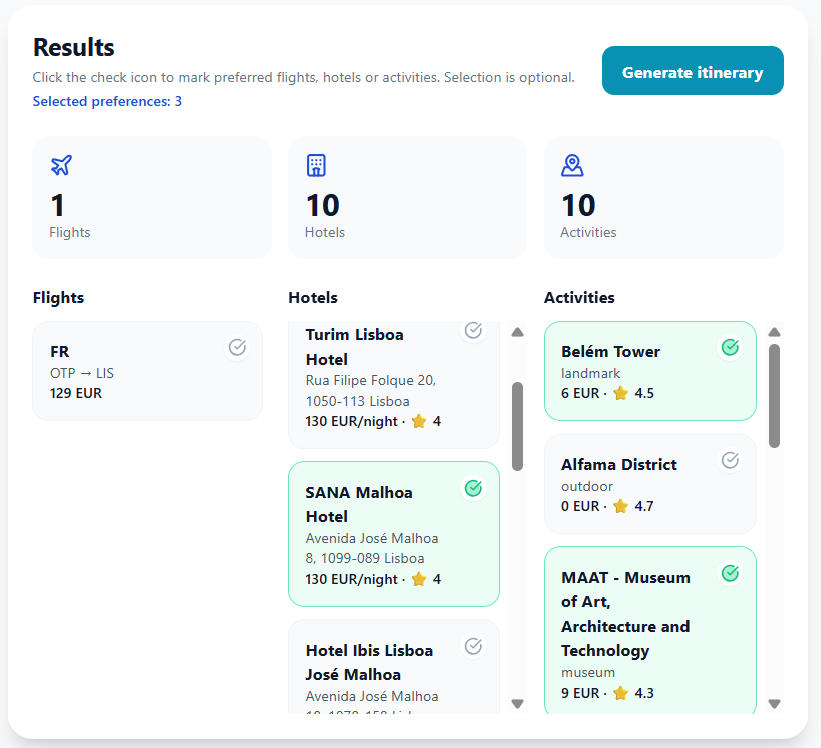 Results
Click the check icon to mark preferred flights, hotels or activities. Selection is optional.
Selected preferences: 3
Generate itinerary
1
Flights
10
Hotels
10
Activities
Flights
FR
OTP → LIS
129 EUR
Hotels
Turim Lisboa
Hotel
Rua Filipe Folque 20,
1050-113 Lisboa
130 EUR/night · ⭐ 4
SANA Malhoa
Hotel
Avenida José Malhoa
8, 1099-089 Lisboa
130 EUR/night · ⭐ 4
Hotel Ibis Lisboa
José Malhoa
Avenida José Malhoa
Activities
Belém Tower
landmark
6 EUR · ⭐ 4.5
Alfama District
outdoor
0 EUR · ⭐ 4.7
MAAT - Museum
of Art,
Architecture and
Technology
museum
9 EUR · ⭐ 4.3